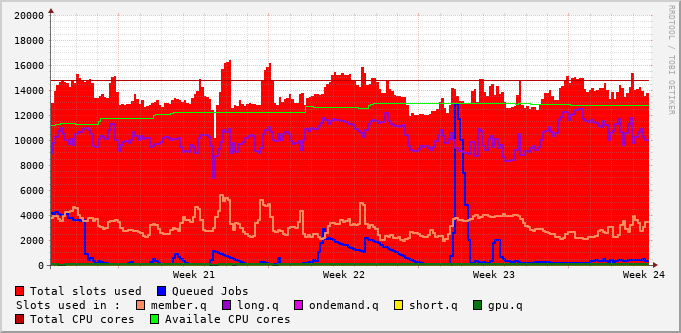 20000
18000
16000
14000
12000
10000
8000
6000
4000
2000
0
Week 21 Week 22 Week 23 Week 24
RRDTOOL / TOBI OETIKER
Total slots used Queued Jobs
Slots used in : member.q long.q ondemand.q short.q gpu.q
Total CPU cores Availale CPU cores